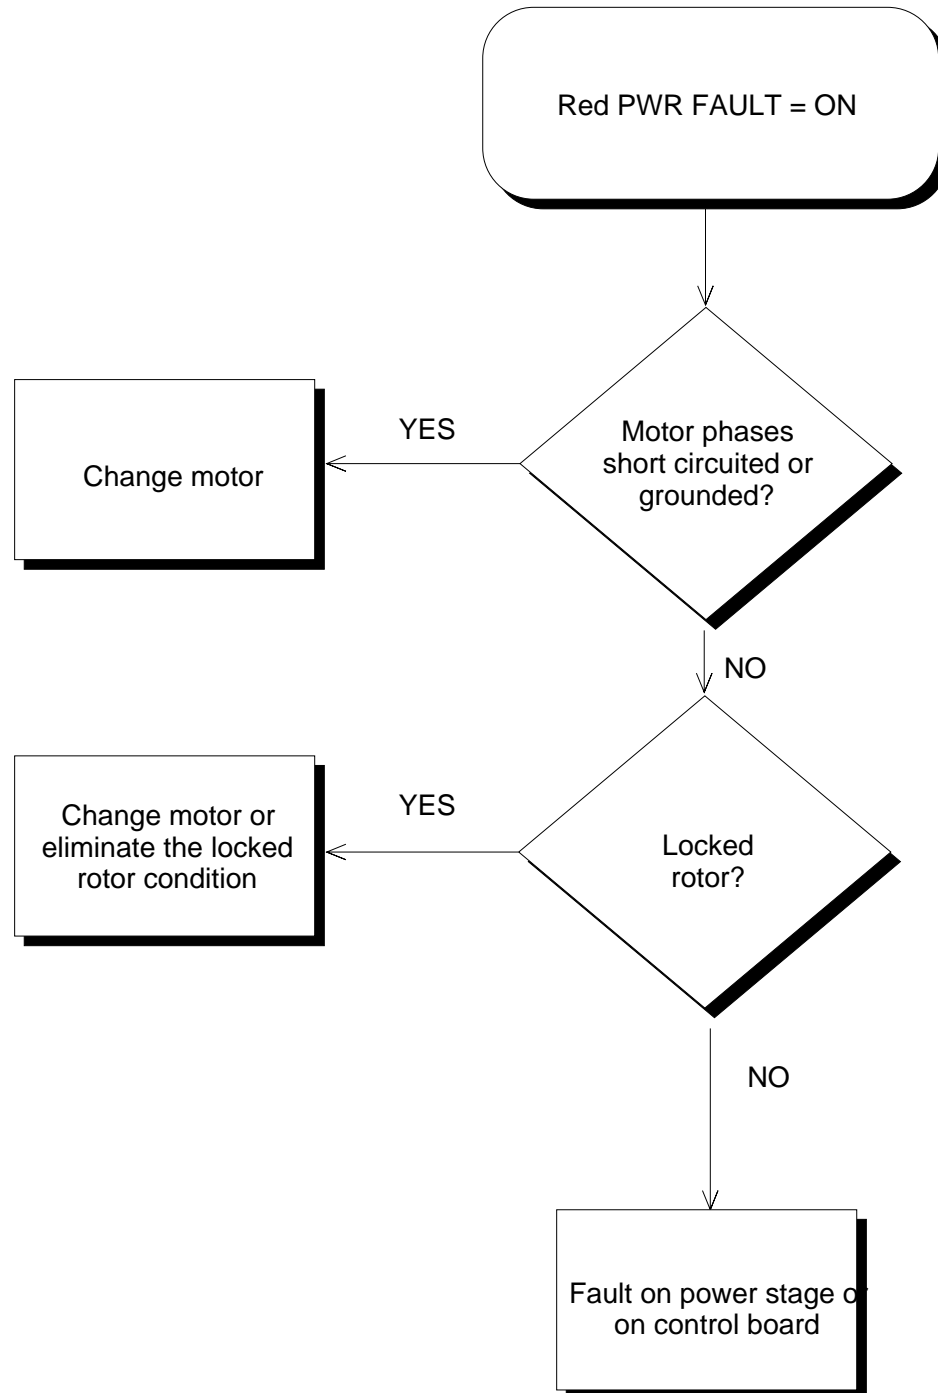 Red PWR FAULT = ON
Motor phases
short circuited or
grounded?
YES
Change motor
NO
Locked
rotor?
YES
Change motor or
eliminate the locked
rotor condition
NO
Fault on power stage or
on control board